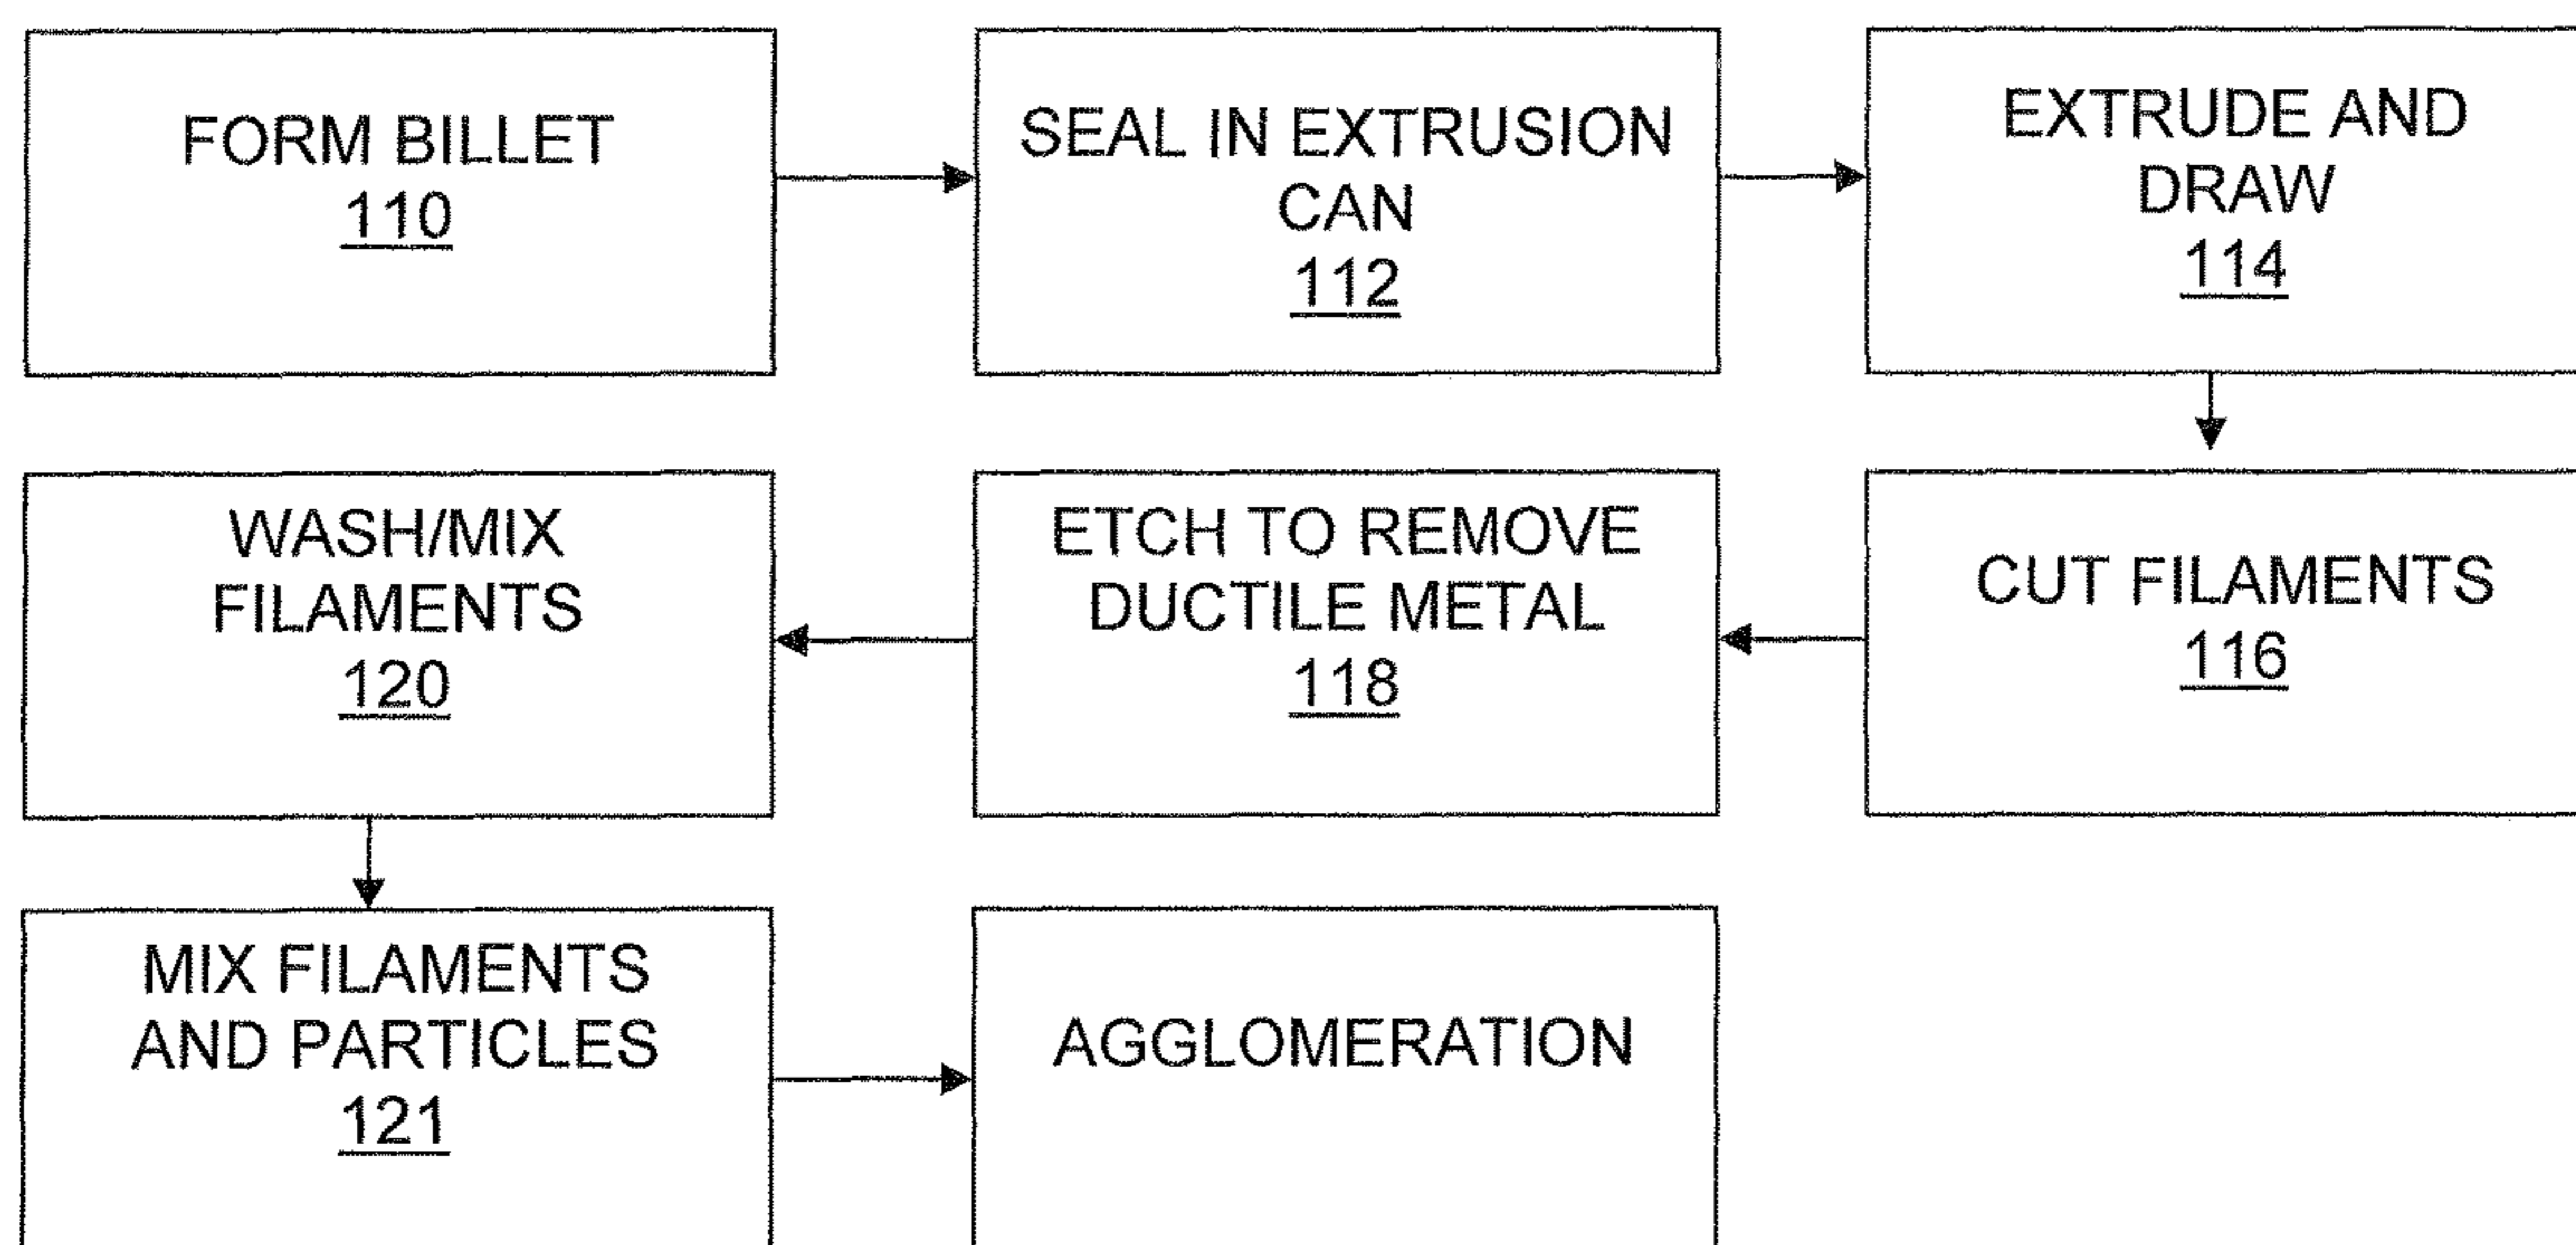 FORM BILLET
110
SEAL IN EXTRUSION
CAN
112
EXTRUDE AND
DRAW
114
CUT FILAMENTS
116
ETCH TO REMOVE
DUCTILE METAL
118
WASH/MIX
FILAMENTS
120
MIX FILAMENTS
AND PARTICLES
121
AGGLOMERATION